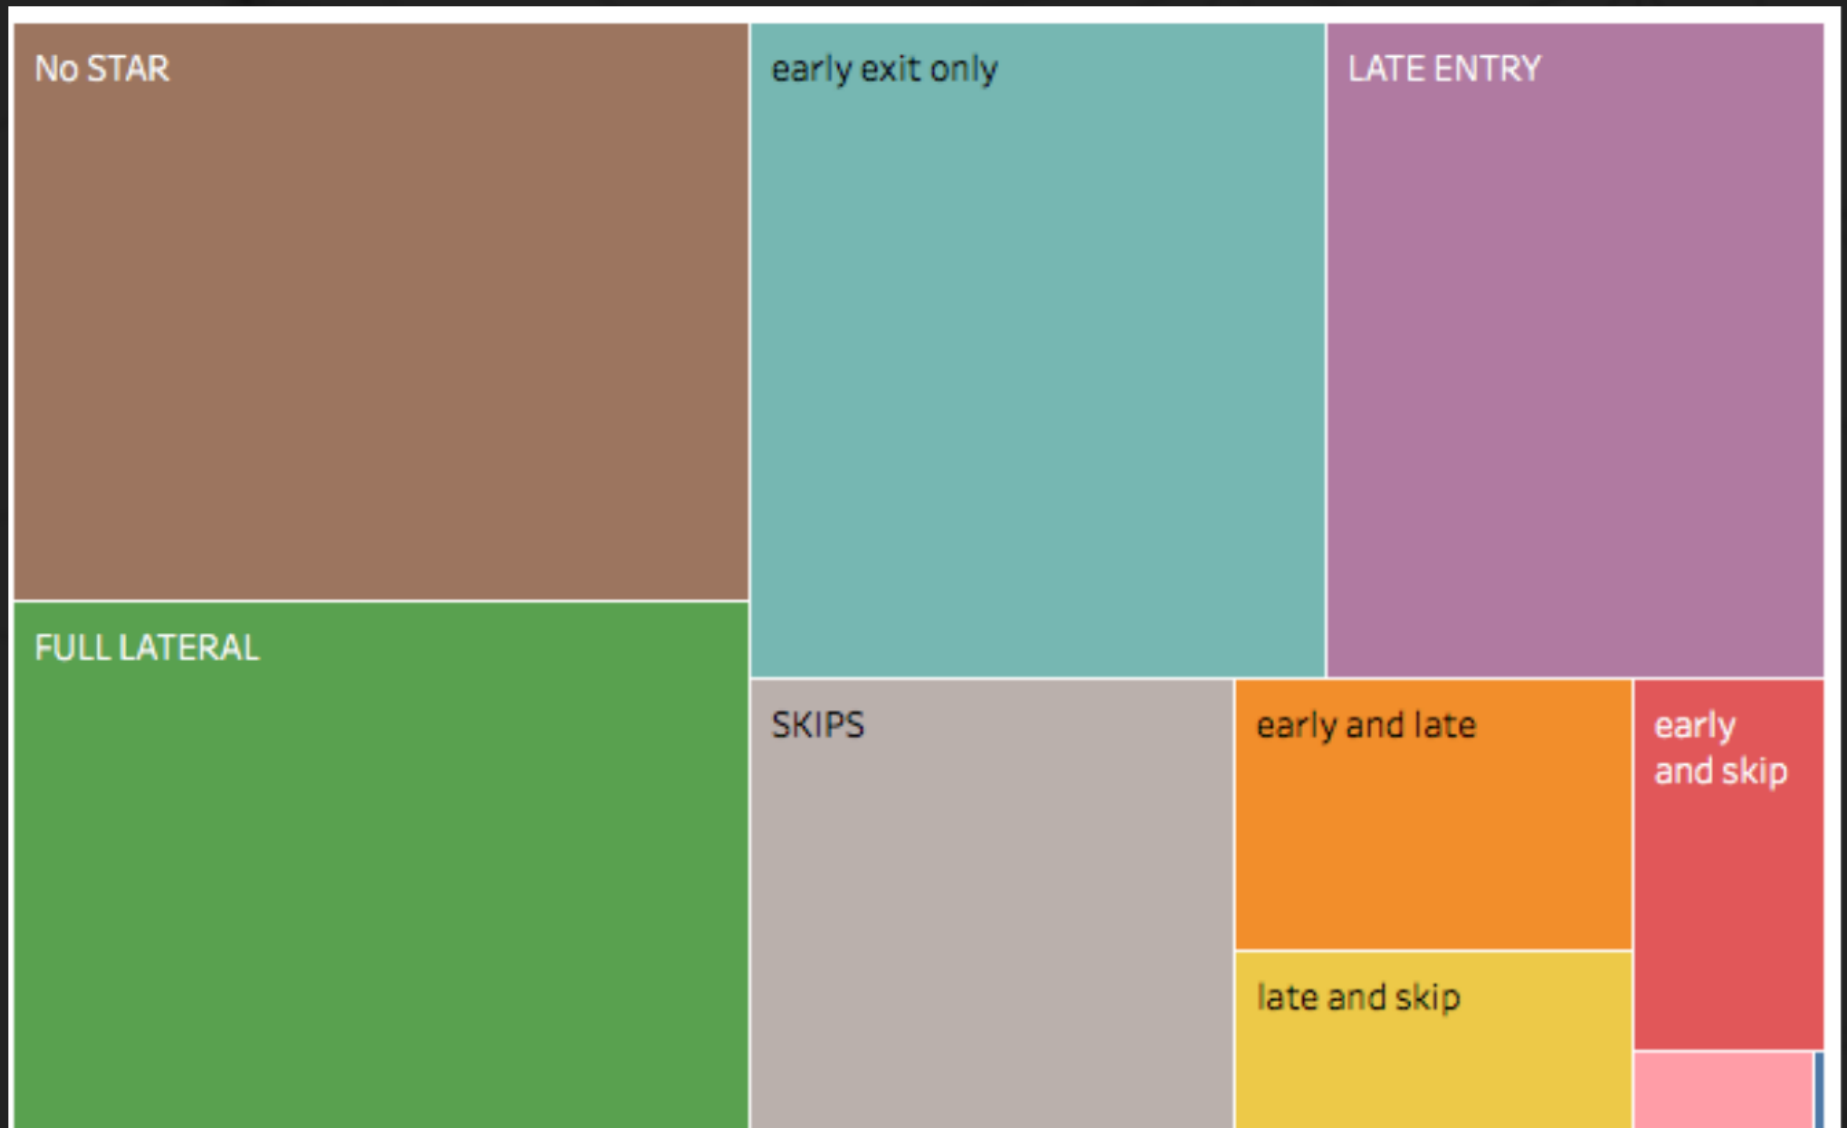 No STAR
early exit only
LATE ENTRY
FULL LATERAL
SKIPS
early and late
early
and skip
late and skip